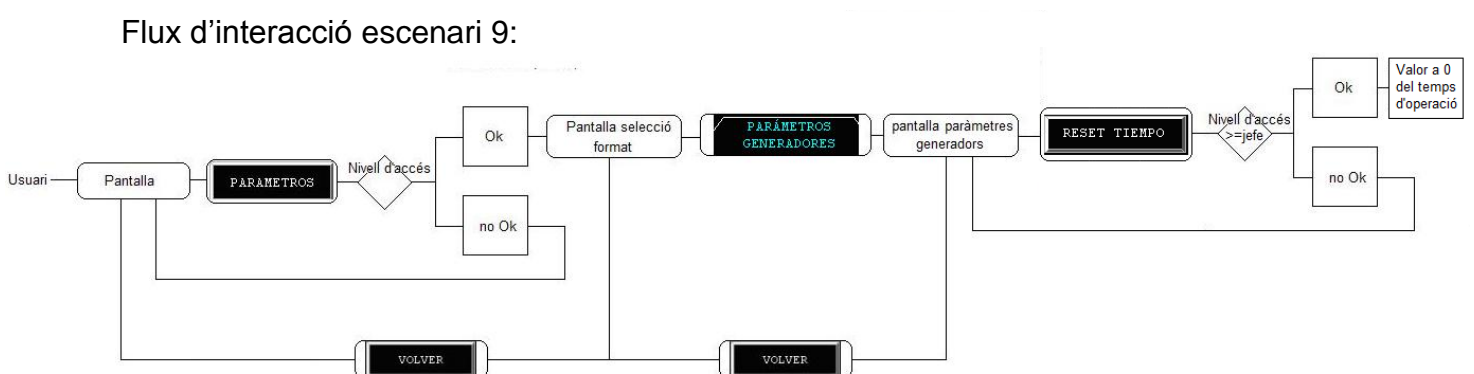 Flux d'interacció escenari 9:
Usuari
Pantalla
PARAMETROS
Nivell d'accés
Ok
no Ok
Pantalla selecció
format
PARÁMETROS
GENERADORES
pantalla paràmetres
generadors
RESET TIEMPO
Nivell d'accés
>=jefe
Ok
no Ok
Valor a 0
del temps
d'operació
VOLVER
VOLVER